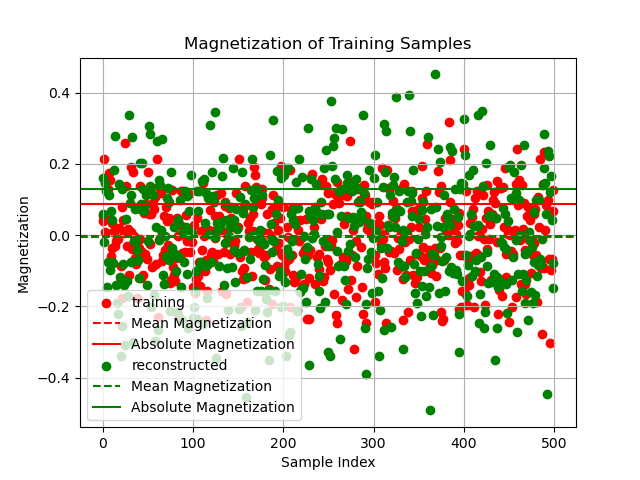 Magnetization of Training Samples
Magnetization
0.4
0.2
0.0
−0.2
−0.4
training
Mean Magnetization
Absolute Magnetization
reconstructed
Mean Magnetization
Absolute Magnetization
0 100 200 300 400 500
Sample Index